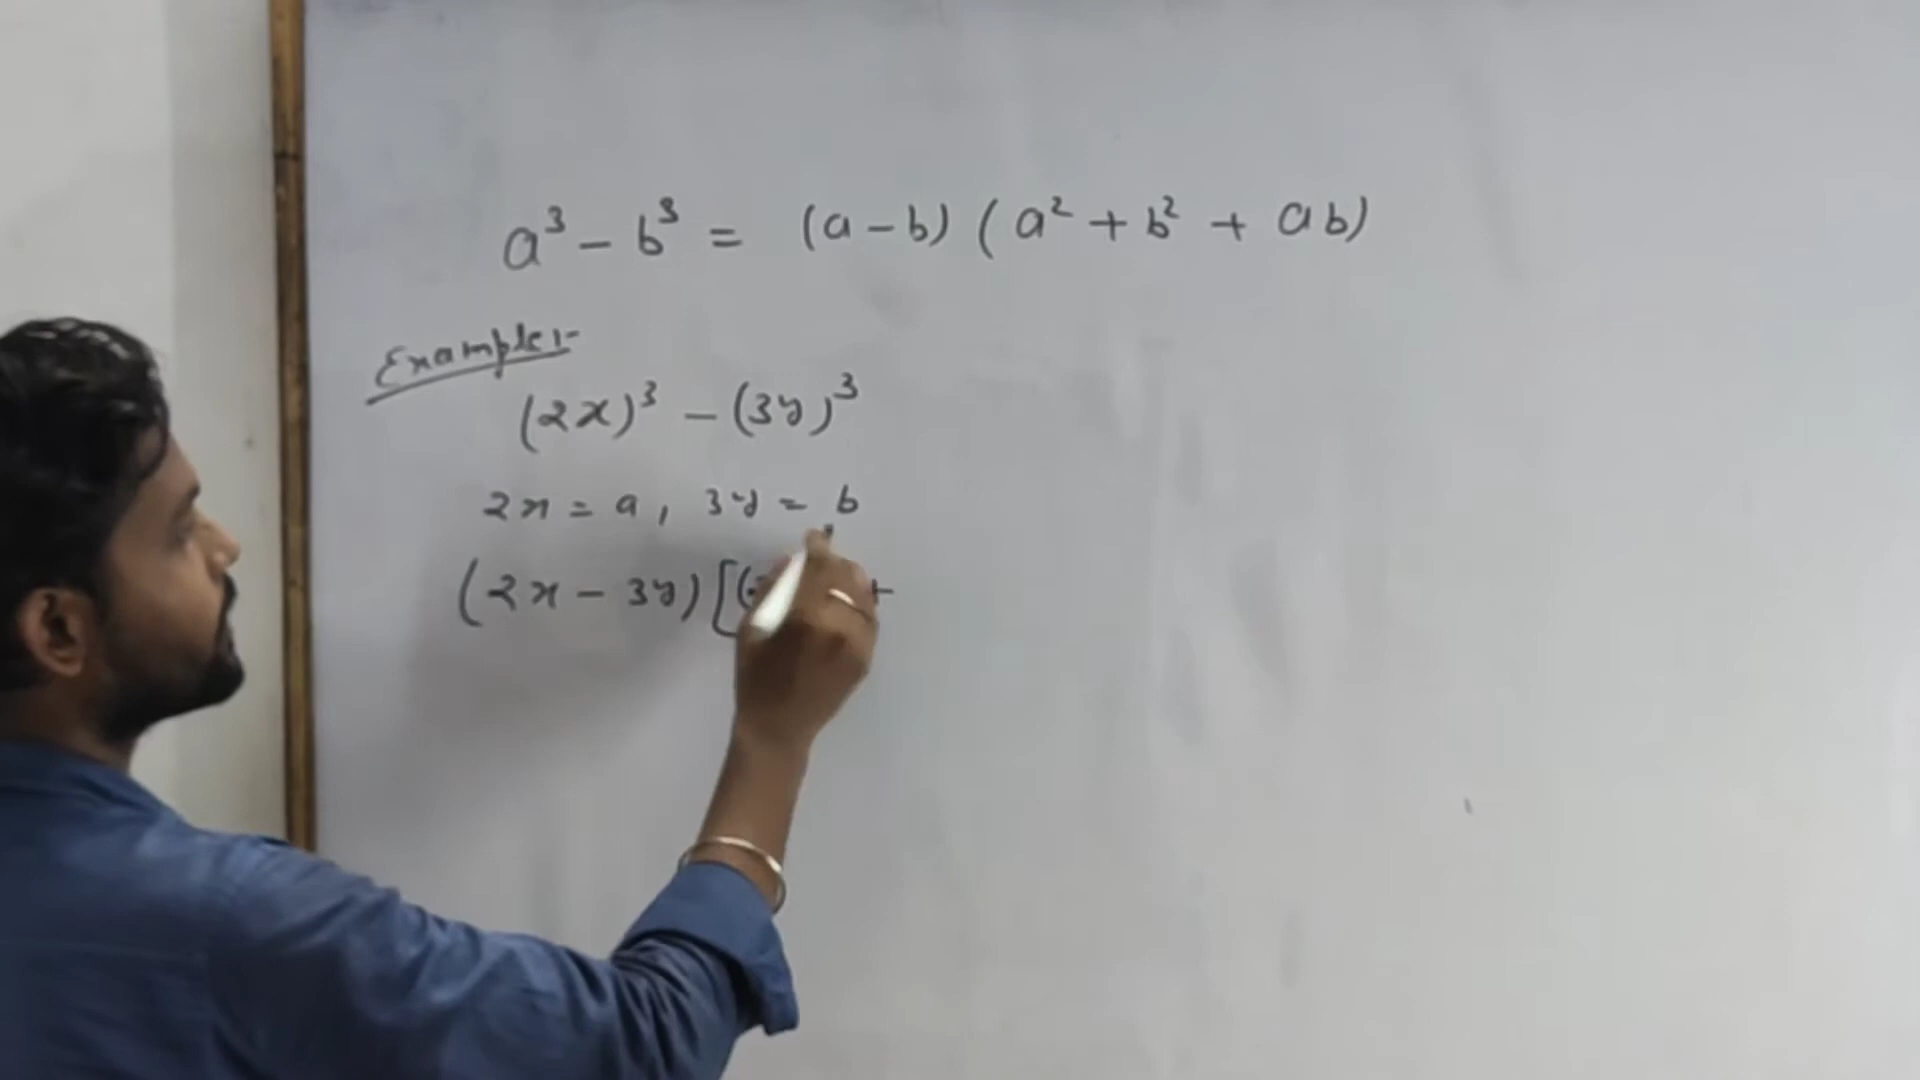 a³ - b³ = (a - b) (a² + b² + ab)
Example:-
(2x)³ - (3y)³
2x = a, 3y = b
(2x - 3y) [( +